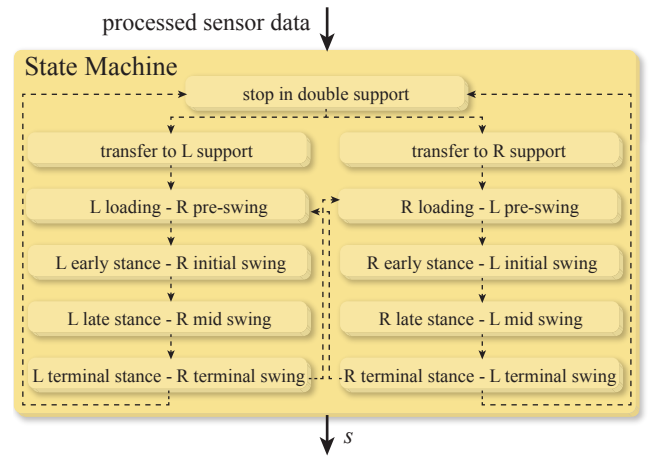 processed sensor data
State Machine
stop in double support
transfer to L support
transfer to R support
L loading - R pre-swing
R loading - L pre-swing
L early stance - R initial swing
R early stance - L initial swing
L late stance - R mid swing
R late stance - L mid swing
L terminal stance - R terminal swing
R terminal stance - L terminal swing
s